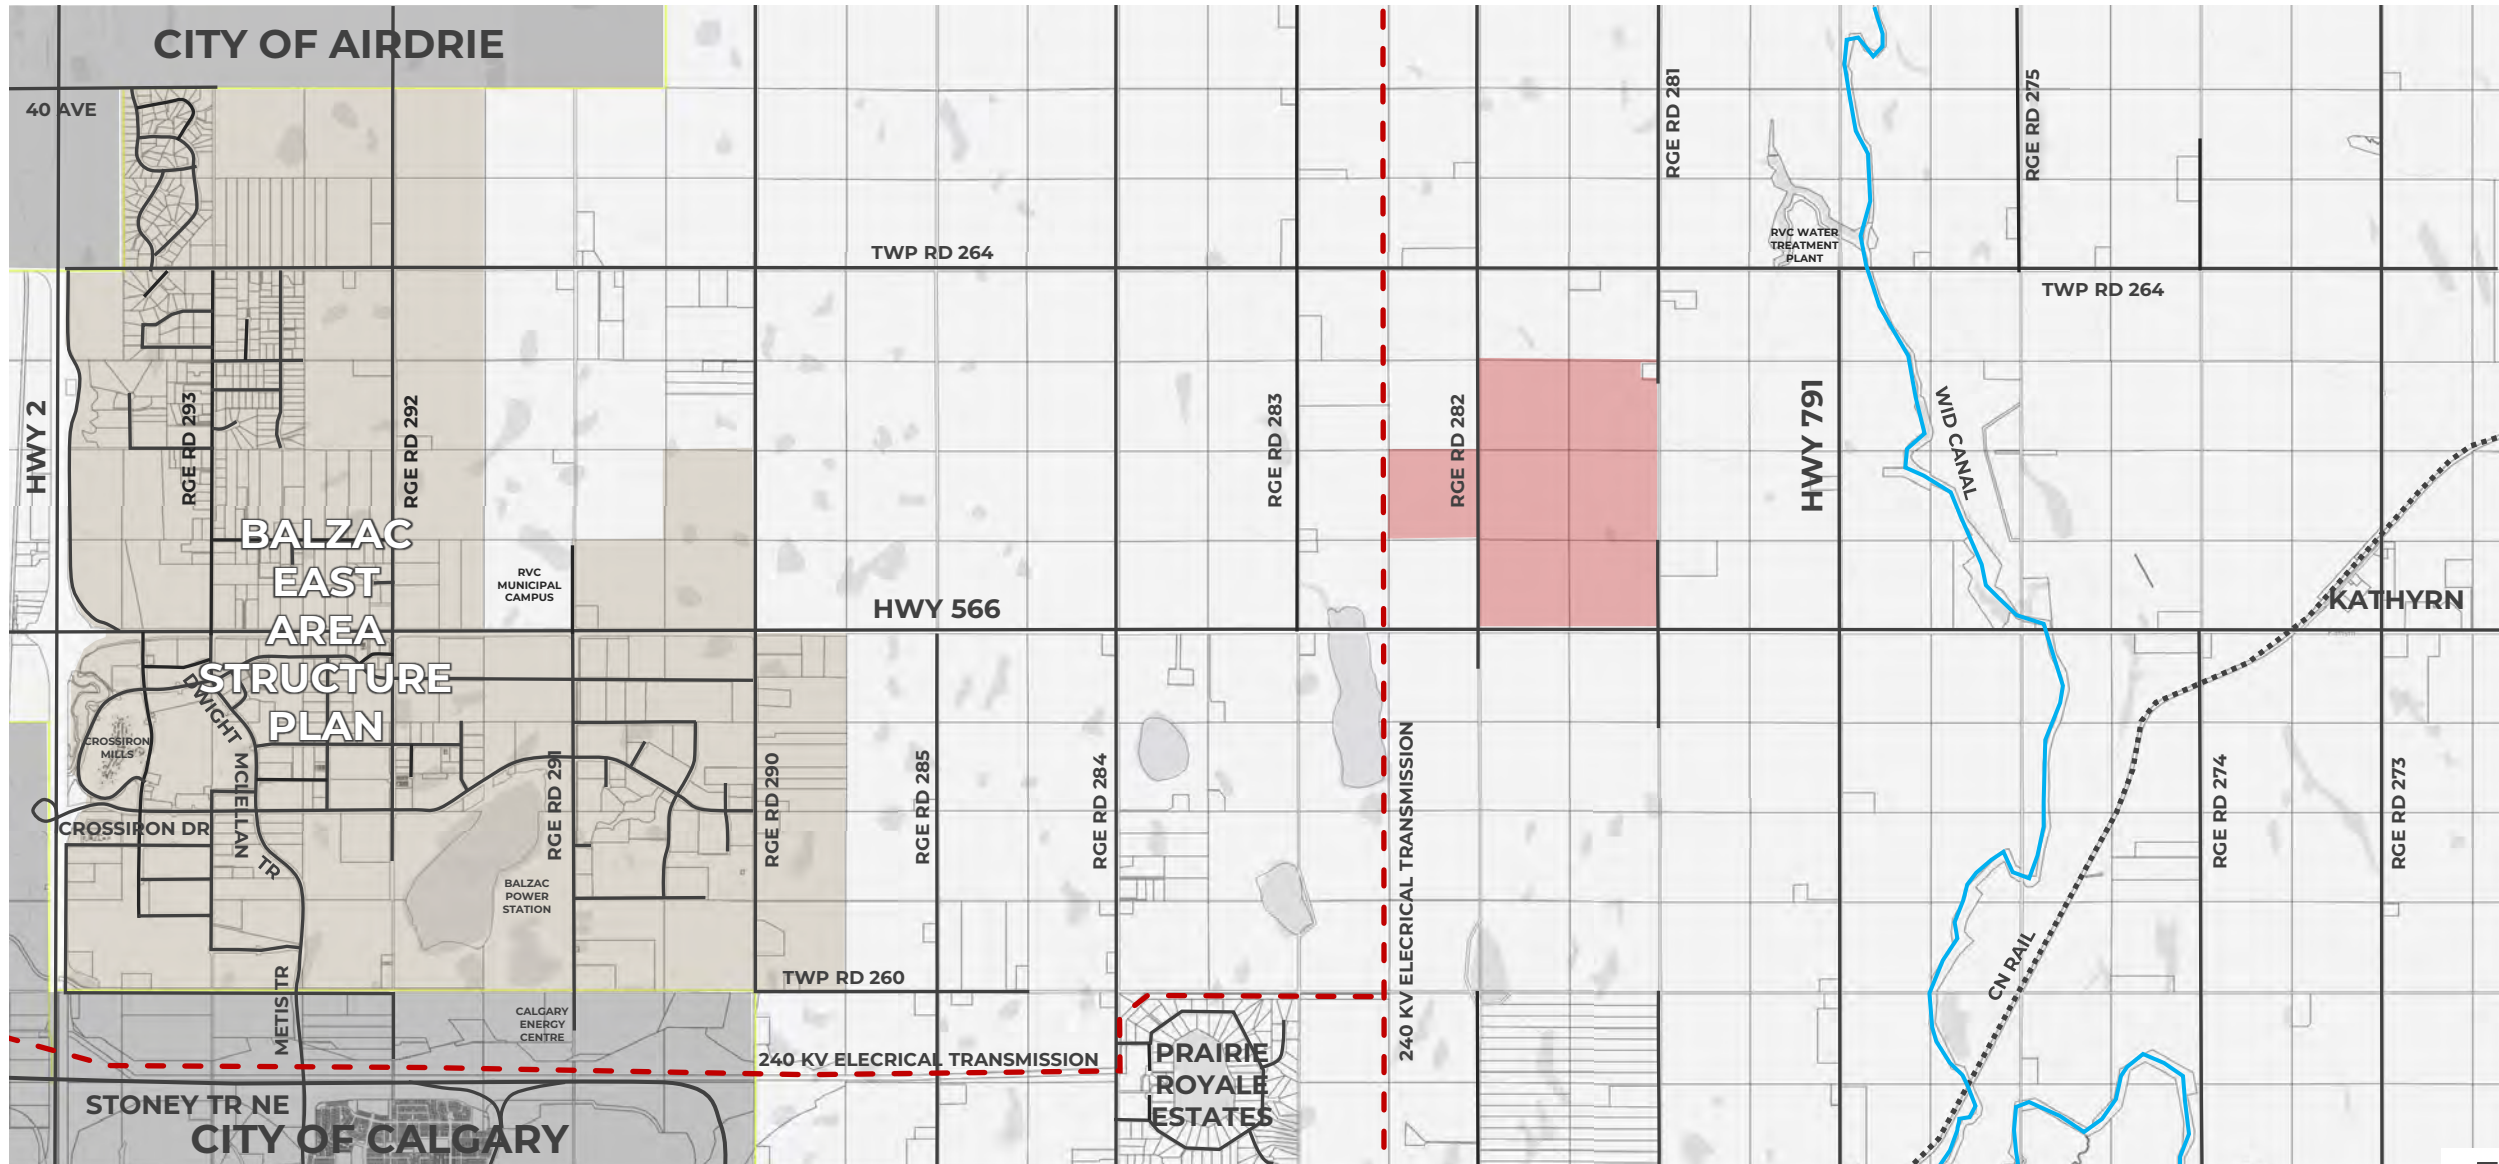 CITY OF AIRDRIE
40 AVE
RGE RD 281
RGE RD 275
RVC WATER
TREATMENT
PLANT
TWP RD 264
TWP RD 264
HWY 2
RGE RD 293
RGE RD 292
RGE RD 283
RGE RD 282
HWY 791
WID CANAL
BALZAC
EAST
AREA
STRUCTURE
PLAN
RVC
MUNICIPAL
CAMPUS
HWY 566
KATHYRN
DWIGHT
MCLELLAN
TR
CROSSIRON
MILLS
CROSSIRON DR
RGE RD 291
RGE RD 290
RGE RD 285
RGE RD 284
240 KV ELECRICAL TRANSMISSION
RGE RD 274
RGE RD 273
BALZAC
POWER
STATION
CN RAIL
TWP RD 260
METIS TR
CALGARY
ENERGY
CENTRE
240 KV ELECRICAL TRANSMISSION
PRAIRIE
ROYALE
ESTATES
STONEY TR NE
CITY OF CALGARY